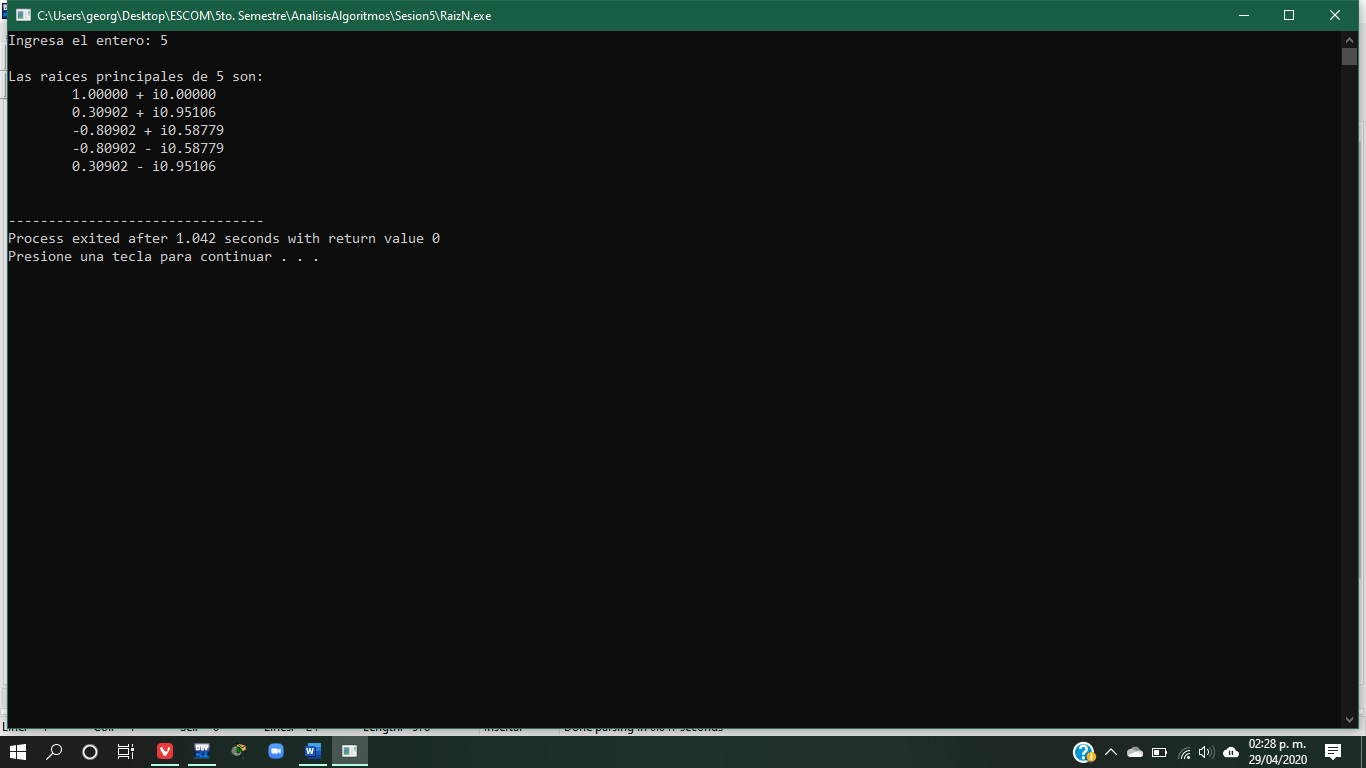 C:\Users\georg\Desktop\ESCOM\5to. Semestre\AnalisisAlgoritmos\Sesion5\RaizN.exe
Ingresa el entero: 5
Las raices principales de 5 son:
1.00000 + i0.00000
0.30902 + i0.95106
-0.80902 + i0.58779
-0.80902 - i0.58779
0.30902 - i0.95106
--------------------------------
Process exited after 1.042 seconds with return value 0
Presione una tecla para continuar . . .
02:28 p. m.
29/04/2020